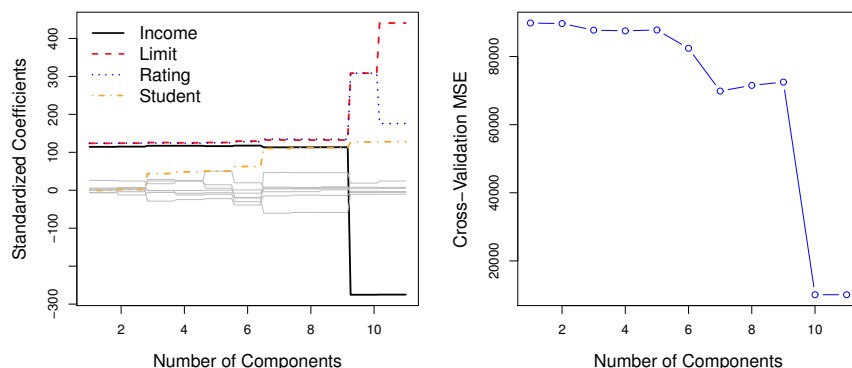 Income
Limit
Rating
Student
Standardized Coefficients
-300
-100
0
100
200
300
400
2
4
6
8
10
Number of Components
Cross-Validation MSE
20000
40000
60000
80000
2
4
6
8
10
Number of Components